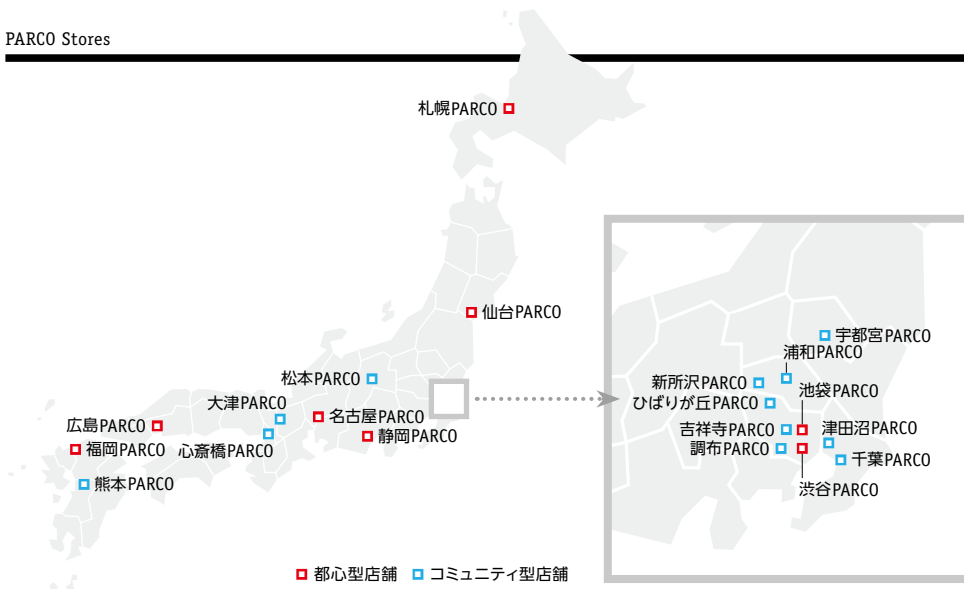 PARCO Stores
札幌PARCO
仙台PARCO
松本PARCO
大津PARCO
名古屋PARCO
広島PARCO
静岡PARCO
福岡PARCO
心斎橋PARCO
熊本PARCO
宇都宮PARCO
浦和PARCO
新所沢PARCO
池袋PARCO
ひばりが丘PARCO
吉祥寺PARCO
津田沼PARCO
調布PARCO
千葉PARCO
渋谷PARCO
都心型店舗
コミュニティ型店舗